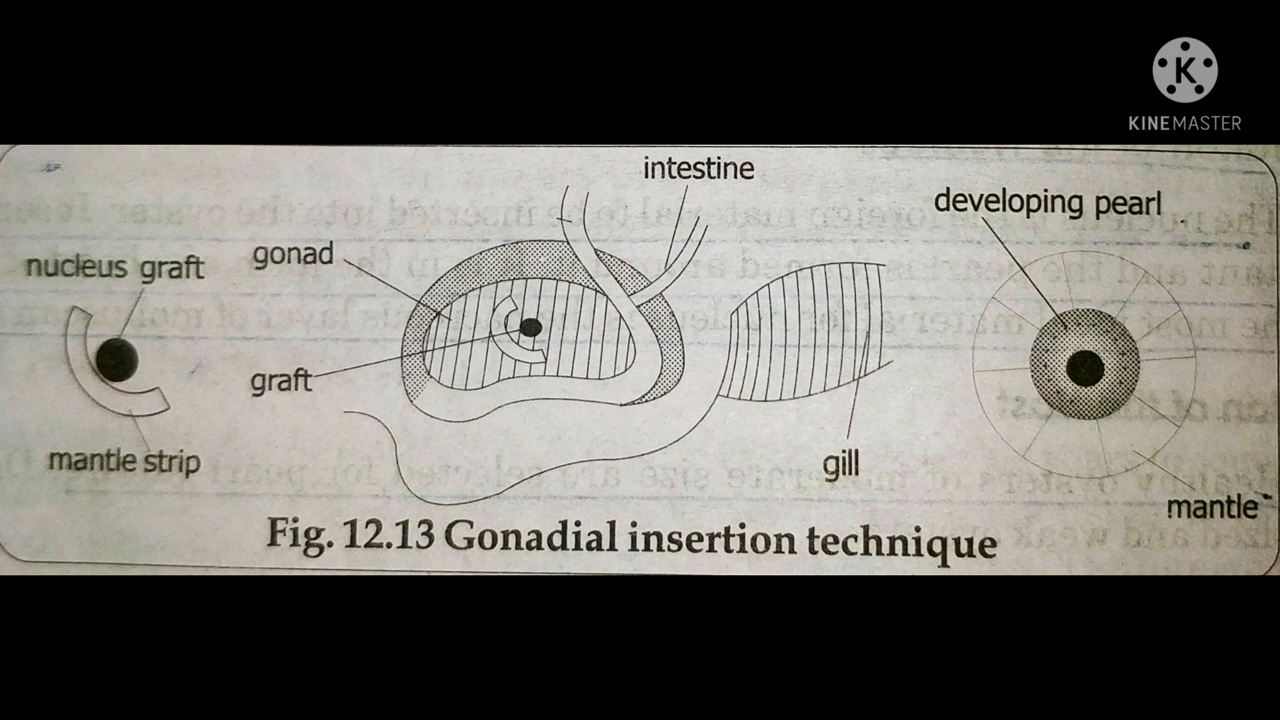 K
KINEMASTER
intestine
developing pearl
gonad
nucleus graft
graft
mantle strip
gill
mantle
Fig. 12.13 Gonadial insertion technique